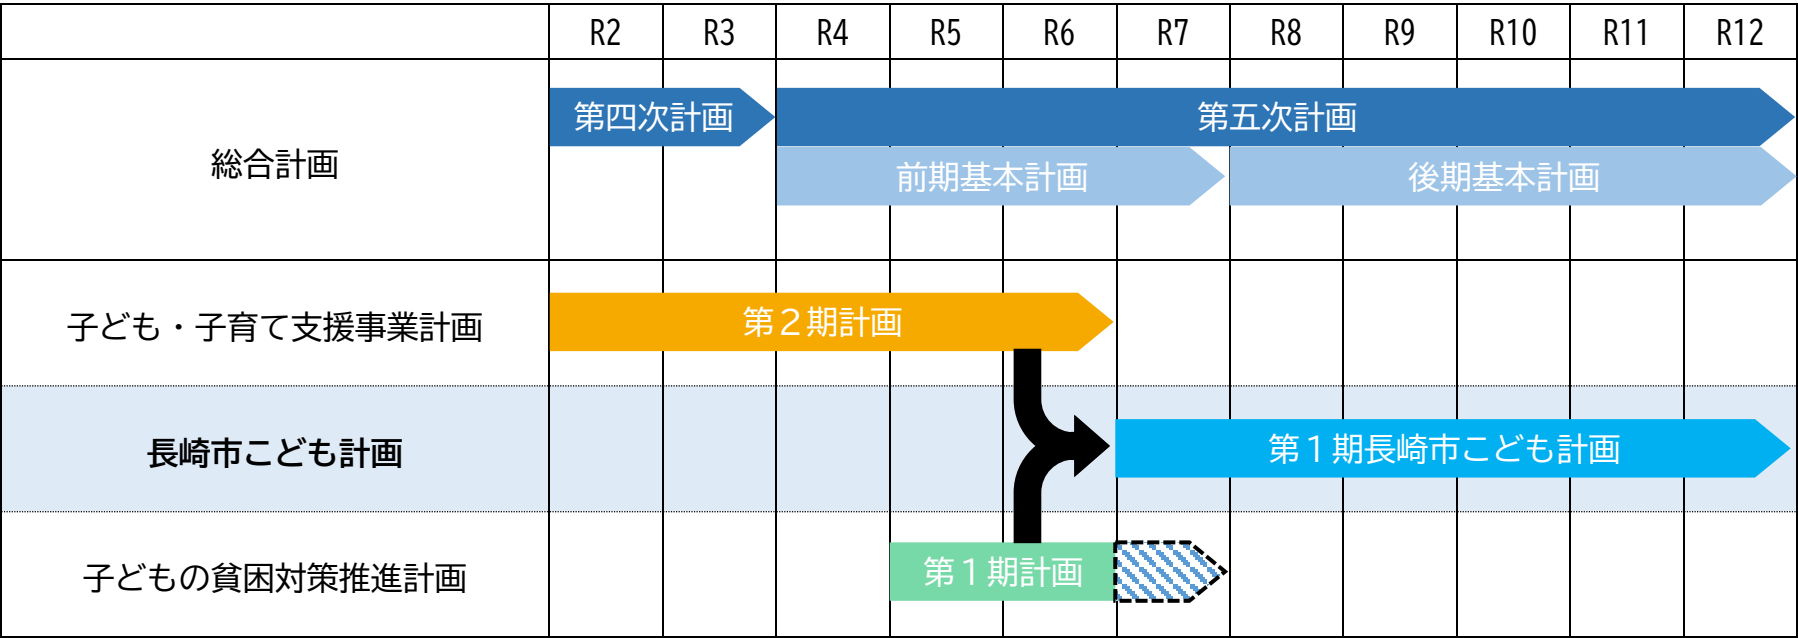 R2 R3 R4 R5 R6 R7 R8 R9 R10 R11 R12
総合計画
第四次計画
第五次計画
前期基本計画
後期基本計画
子ども・子育て支援事業計画
第２期計画
長崎市こども計画
第１期長崎市こども計画
子どもの貧困対策推進計画
第１期計画